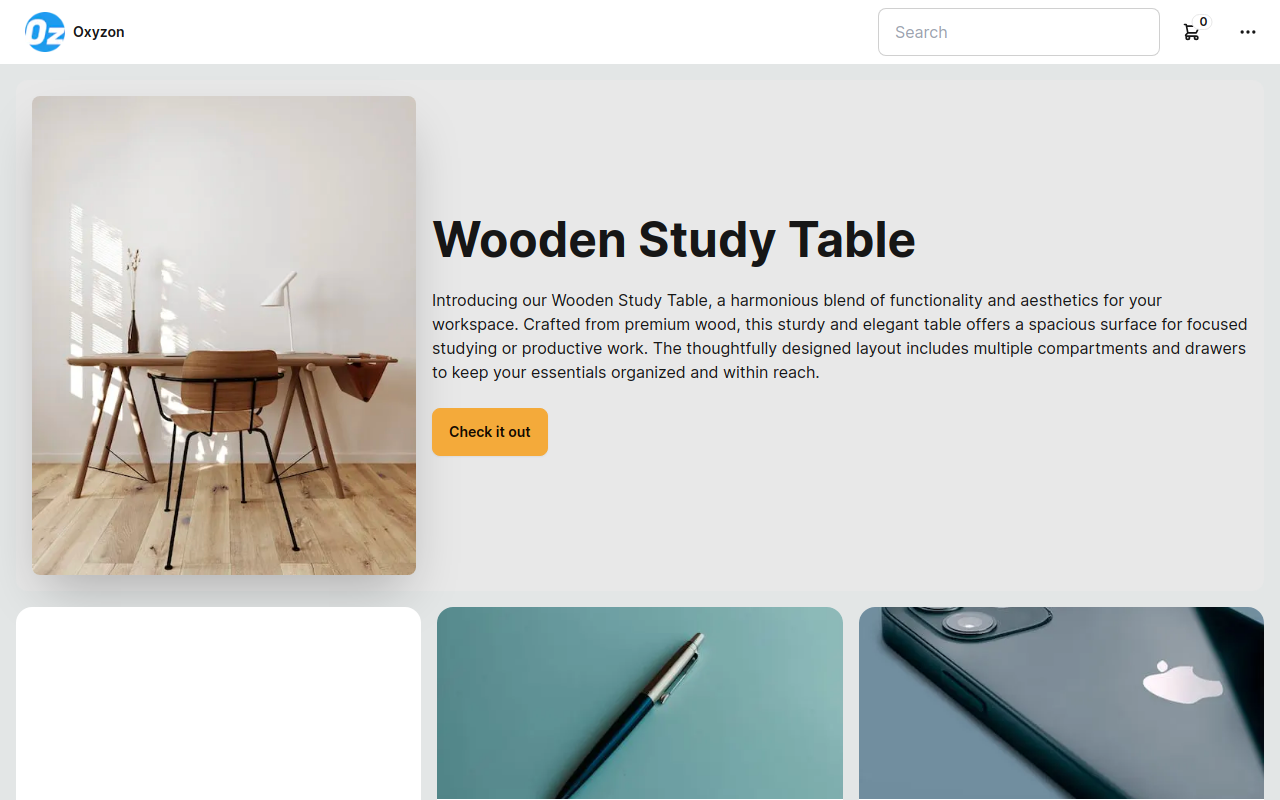 Oz Oxyzon
Search
0
Wooden Study Table
Introducing our Wooden Study Table, a harmonious blend of functionality and aesthetics for your
workspace. Crafted from premium wood, this sturdy and elegant table offers a spacious surface for focused
studying or productive work. The thoughtfully designed layout includes multiple compartments and drawers
to keep your essentials organized and within reach.
Check it out